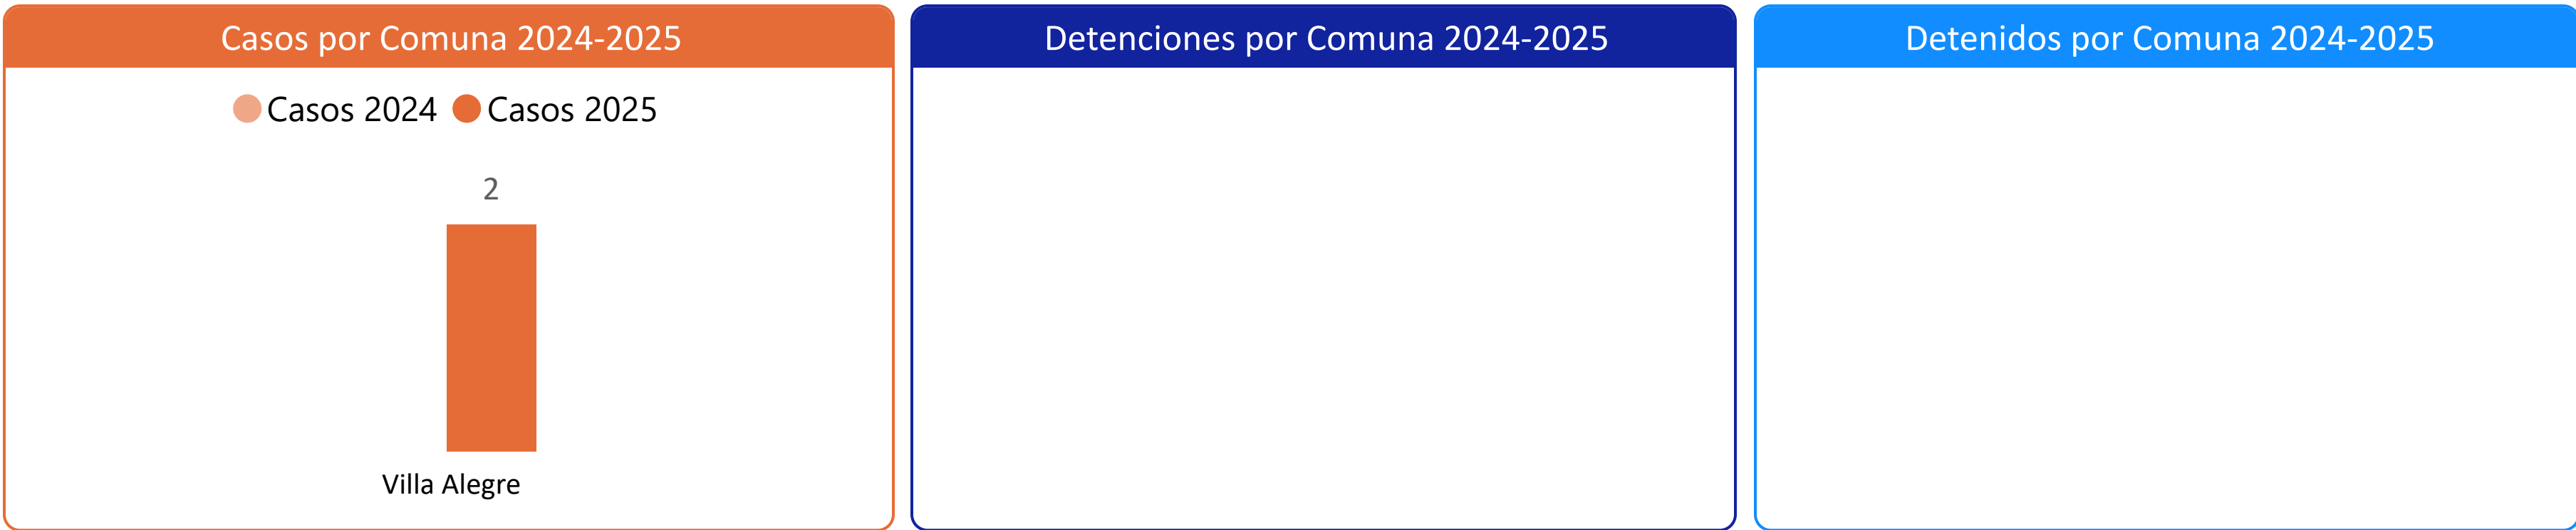 Casos por Comuna 2024-2025
Casos 2024 Casos 2025
2
Villa Alegre
Detenciones por Comuna 2024-2025
Detenidos por Comuna 2024-2025